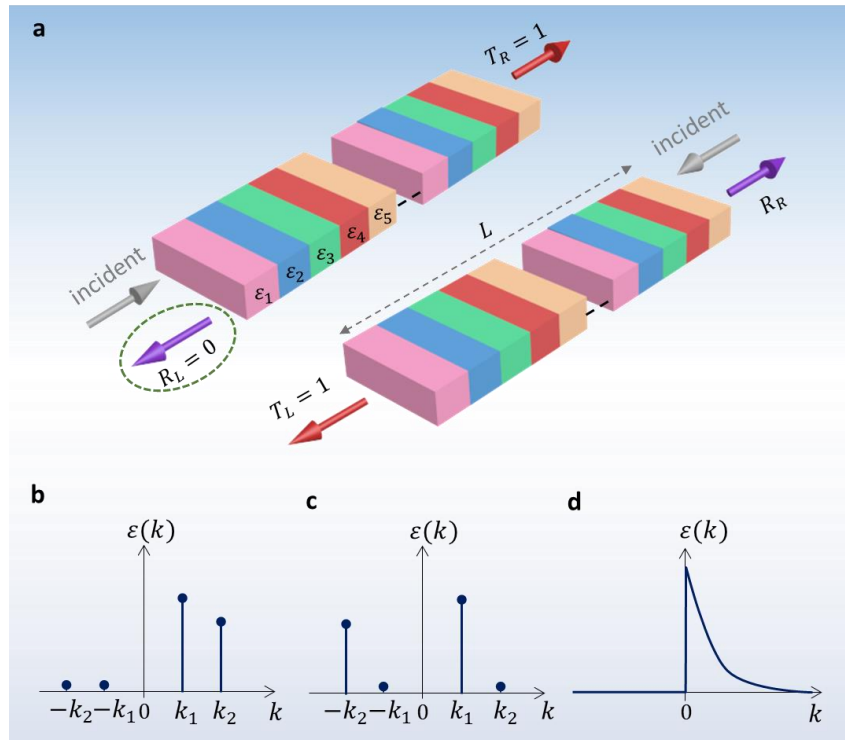 a
T_R = 1
incident
ε₅
ε₄
ε₃
ε₂
ε₁
incident
R_L = 0
L
R_R
T_L = 1
b
ε(k)
−k₂ −k₁ 0 k₁ k₂ k
c
ε(k)
−k₂ −k₁ 0 k₁ k₂ k
d
ε(k)
0 k